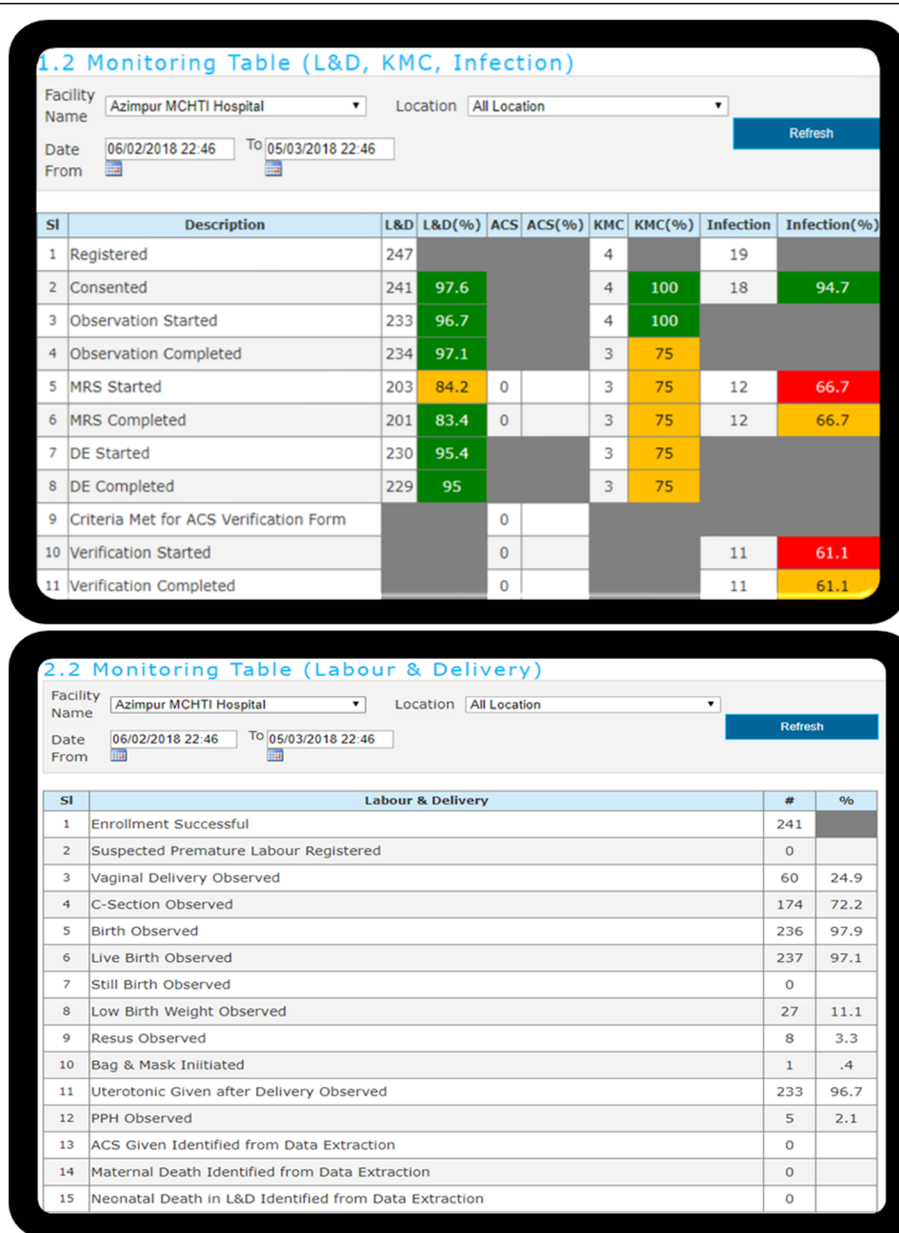 1.2 Monitoring Table (L&D, KMC, Infection)
Facility Name Azimpur MCHTI Hospital Location All Location
Date From 06/02/2018 22:46 To 05/03/2018 22:46 Refresh
Sl Description L&D L&D(%) ACS ACS(%) KMC KMC(%) Infection Infection(%)
1 Registered 247 4 19
2 Consented 241 97.6 4 100 18 94.7
3 Observation Started 233 96.7 4 100
4 Observation Completed 234 97.1 3 75
5 MRS Started 203 84.2 0 3 75 12 66.7
6 MRS Completed 201 83.4 0 3 75 12 66.7
7 DE Started 230 95.4 3 75
8 DE Completed 229 95 3 75
9 Criteria Met for ACS Verification Form 0
10 Verification Started 0 11 61.1
11 Verification Completed 0 11 61.1
2.2 Monitoring Table (Labour & Delivery)
Facility Name Azimpur MCHTI Hospital Location All Location
Date From 06/02/2018 22:46 To 05/03/2018 22:46 Refresh
Sl Labour & Delivery # %
1 Enrollment Successful 241
2 Suspected Premature Labour Registered 0
3 Vaginal Delivery Observed 60 24.9
4 C-Section Observed 174 72.2
5 Birth Observed 236 97.9
6 Live Birth Observed 237 97.1
7 Still Birth Observed 0
8 Low Birth Weight Observed 27 11.1
9 Resus Observed 8 3.3
10 Bag & Mask Iniitiated 1 .4
11 Uterotonic Given after Delivery Observed 233 96.7
12 PPH Observed 5 2.1
13 ACS Given Identified from Data Extraction 0
14 Maternal Death Identified from Data Extraction 0
15 Neonatal Death in L&D Identified from Data Extraction 0